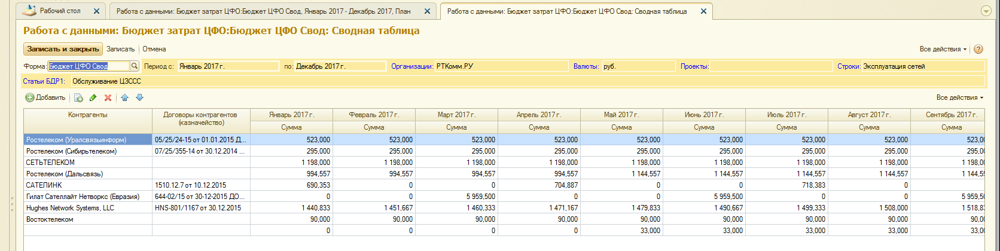 Рабочий стол Работа с данными: Бюджет затрат ЦФО:Бюджет ЦФО Свод, Январь 2017 - Декабрь 2017, План Работа с данными: Бюджет затрат ЦФО:Бюджет ЦФО Свод: Сводная таблица
Работа с данными: Бюджет затрат ЦФО:Бюджет ЦФО Свод: Сводная таблица
Записать и закрыть Записать Отмена Все действия ?
Форма: Бюджет ЦФО Свод Период с: Январь 2017 г. по: Декабрь 2017 г. Организации: РТКомм.РУ Валюты: руб. Проекты: Строки: Эксплуатация сетей
Статьи БДР1: Обслуживание ЦЗССС
Добавить Все действия
Контрагенты Договоры контрагентов (казначейство) Январь 2017 г. Февраль 2017 г. Март 2017 г. Апрель 2017 г. Май 2017 г. Июнь 2017 г. Июль 2017 г. Август 2017 г. Сентябрь 2017 г.
Сумма Сумма Сумма Сумма Сумма Сумма Сумма Сумма Сумма
Ростелеком (Уралсвязьинформ) 05/25/24-15 от 01.01.2015 Д... 523,000 523,000 523,000 523,000 523,000 523,000 523,000 523,000 523,0
Ростелеком (Сибирьтелеком) 07/25/355-14 от 30.12.2014 ... 295,000 295,000 295,000 295,000 295,000 295,000 295,000 295,000 295,0
СЕТЬТЕЛЕКОМ 1 198,000 1 198,000 1 198,000 1 198,000 1 198,000 1 198,000 1 198,000 1 198,000 1 198,0
Ростелеком (Дальсвязь) 994,557 994,557 994,557 994,557 1 144,557 1 144,557 1 144,557 1 144,557 1 144,5
САТЕЛИНК 1510.12.7 от 10.12.2015 690,353 0 0 704,887 0 0 718,383 0 0
Гилат Сателлайт Нетворкс (Евразия) 644-02/15 от 30-12-2015 ДО... 0 0 5 959,500 0 0 5 959,500 0 0 5 959,5
Hughes Network Systems, LLC HNS-801/1167 от 30.12.2015 1 440,833 1 451,667 1 460,333 1 471,167 1 479,833 1 490,667 1 499,333 1 508,000 1 518,8
Востоктелеком 90,000 90,000 90,000 90,000 90,000 90,000 90,000 90,000 90,0
0 0 0 0 33,000 33,000 33,000 33,000 33,0